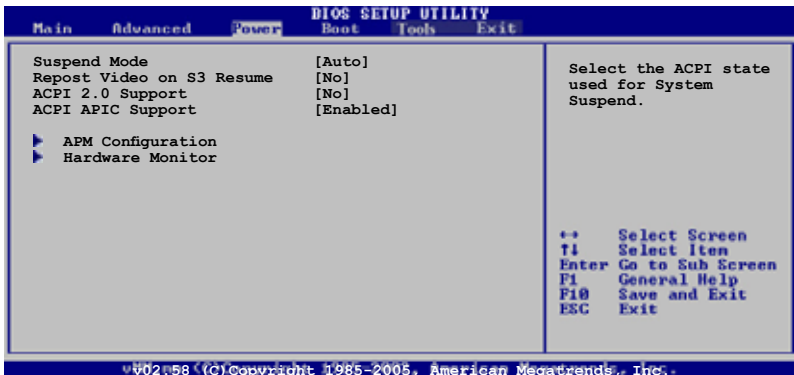 BIOS SETUP UTILITY
Main Advanced Power Boot Tools Exit
Suspend Mode [Auto]
Repost Video on S3 Resume [No]
ACPI 2.0 Support [No]
ACPI APIC Support [Enabled]
APM Configuration
Hardware Monitor
Select the ACPI state
used for System
Suspend.
↔ Select Screen
↑↓ Select Item
Enter Go to Sub Screen
F1 General Help
F10 Save and Exit
ESC Exit
v02.58 (C)Copyright 1985-2005, American Megatrends, Inc.